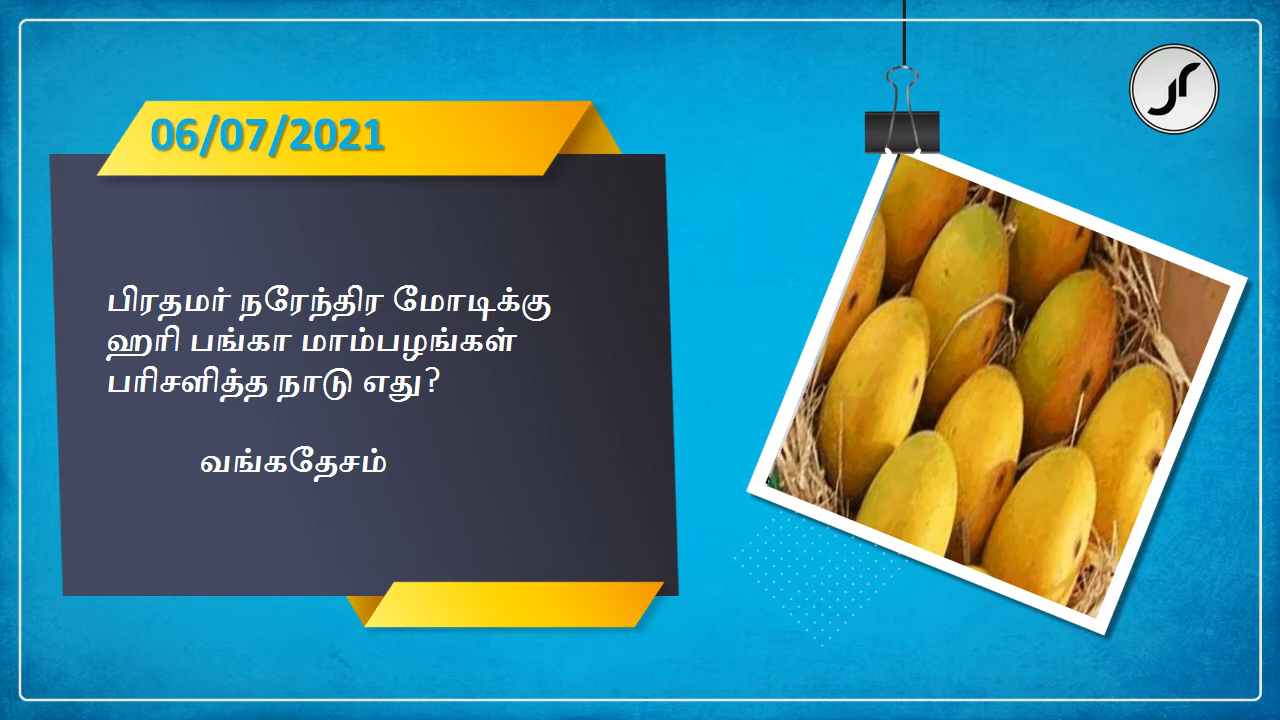 06/07/2021
பிரதமர் நரேந்திர மோடிக்கு
ஹரி பங்கா மாம்பழங்கள்
பரிசளித்த நாடு எது?
வங்கதேசம்